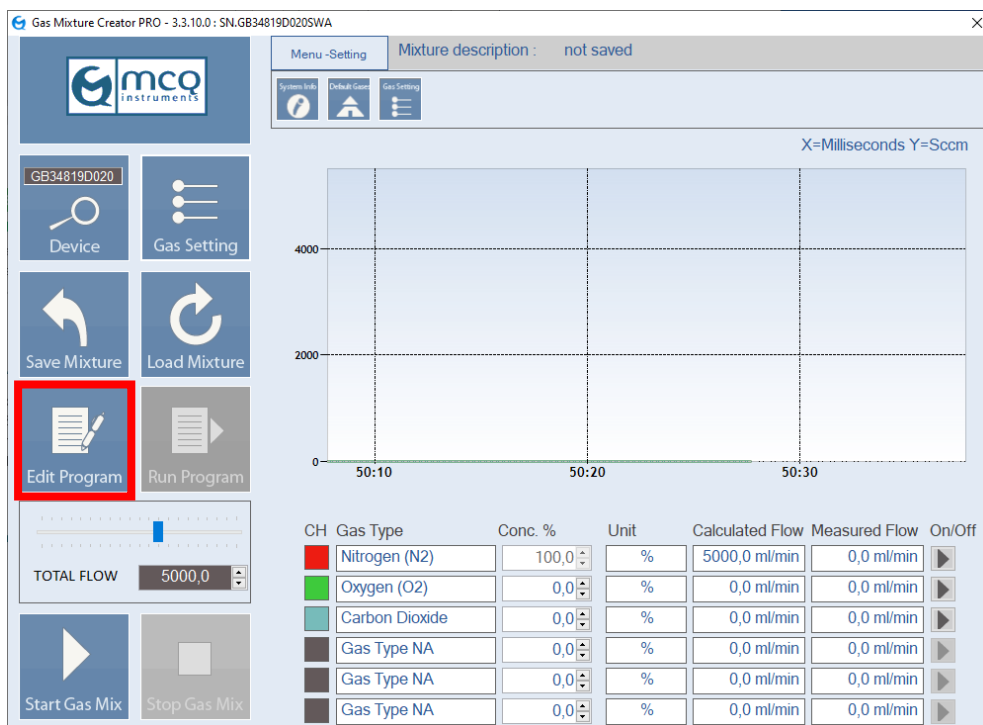 Gas Mixture Creator PRO - 3.3.10.0 : SN.GB34819D020SWA
mcq
instruments
Menu -Setting
Mixture description : not saved
System Info
Default Gases
Gas Setting
X=Milliseconds Y=Sccm
GB34819D020
Device
Gas Setting
Save Mixture
Load Mixture
Edit Program
Run Program
TOTAL FLOW 5000,0
Start Gas Mix
Stop Gas Mix
4000
2000
0
50:10 50:20 50:30
CH Gas Type Conc. % Unit Calculated Flow Measured Flow On/Off
Nitrogen (N2) 100,0 % 5000,0 ml/min 0,0 ml/min
Oxygen (O2) 0,0 % 0,0 ml/min 0,0 ml/min
Carbon Dioxide 0,0 % 0,0 ml/min 0,0 ml/min
Gas Type NA 0,0 % 0,0 ml/min 0,0 ml/min
Gas Type NA 0,0 % 0,0 ml/min 0,0 ml/min
Gas Type NA 0,0 % 0,0 ml/min 0,0 ml/min